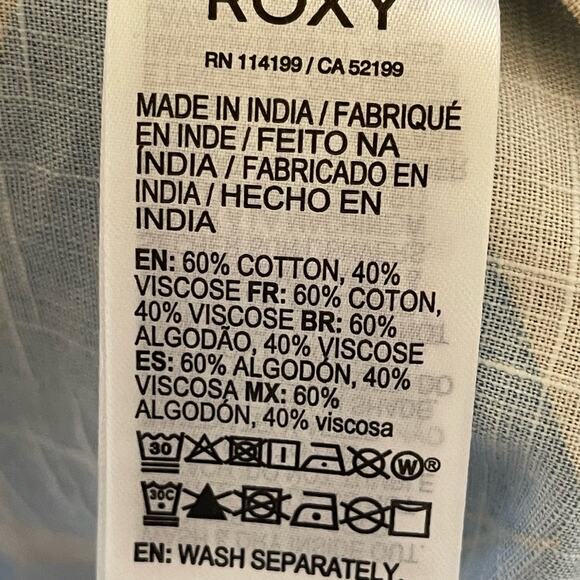 ROXY
RN 114199 / CA 52199
MADE IN INDIA / FABRIQUÉ
EN INDE / FEITO NA
ÍNDIA / FABRICADO EN
INDIA / HECHO EN
INDIA
EN: 60% COTTON, 40%
VISCOSE FR: 60% COTON,
40% VISCOSE BR: 60%
ALGODÃO, 40% VISCOSE
ES: 60% ALGODÓN, 40%
VISCOSA MX: 60%
ALGODÓN, 40% viscosa
30 W®
30C
EN: WASH SEPARATELY.